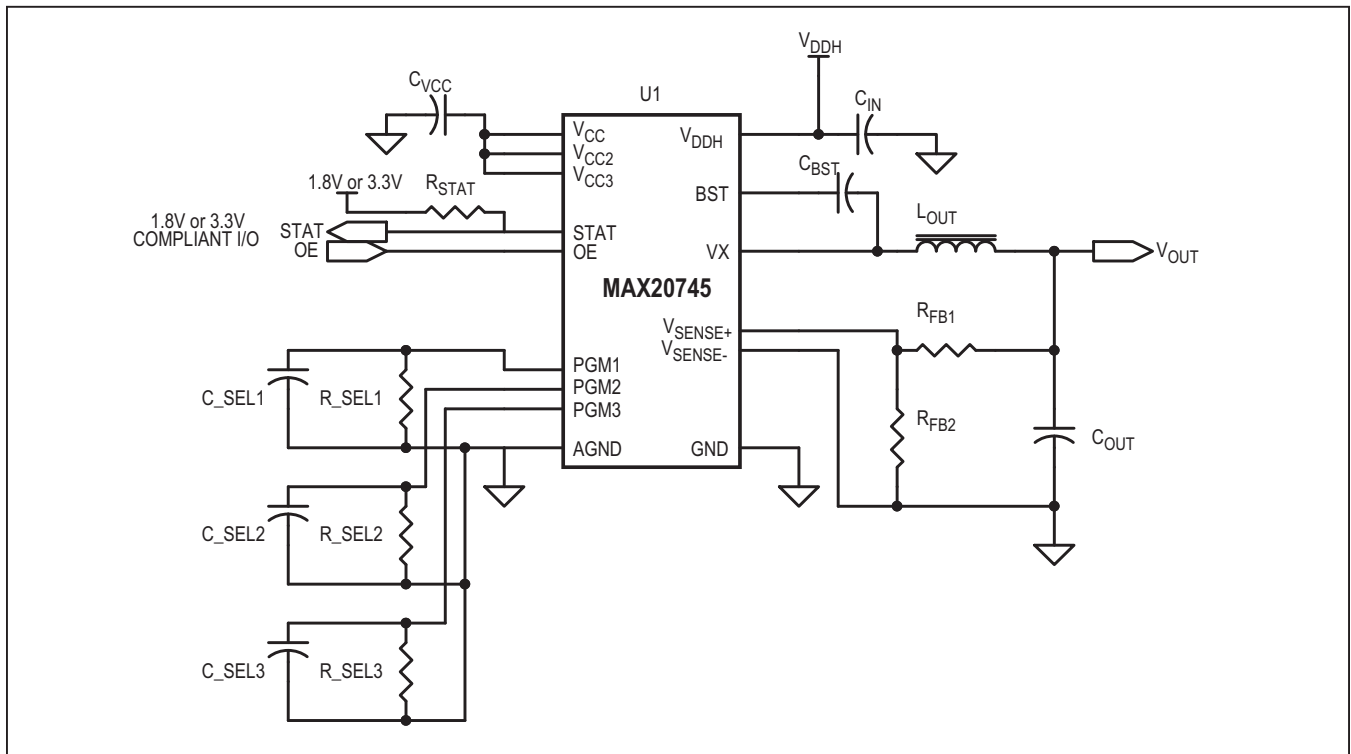 V_DDH
C_VCC
U1
C_IN
V_CC
V_DDH
V_CC2
C_BST
V_CC3
1.8V or 3.3V
R_STAT
BST
L_OUT
1.8V or 3.3V
COMPLIANT I/O
STAT
STAT
OE
OE
VX
V_OUT
MAX20745
R_FB1
V_SENSE+
V_SENSE-
PGM1
PGM2
C_SEL1
R_SEL1
PGM3
R_FB2
C_OUT
AGND
GND
C_SEL2
R_SEL2
C_SEL3
R_SEL3